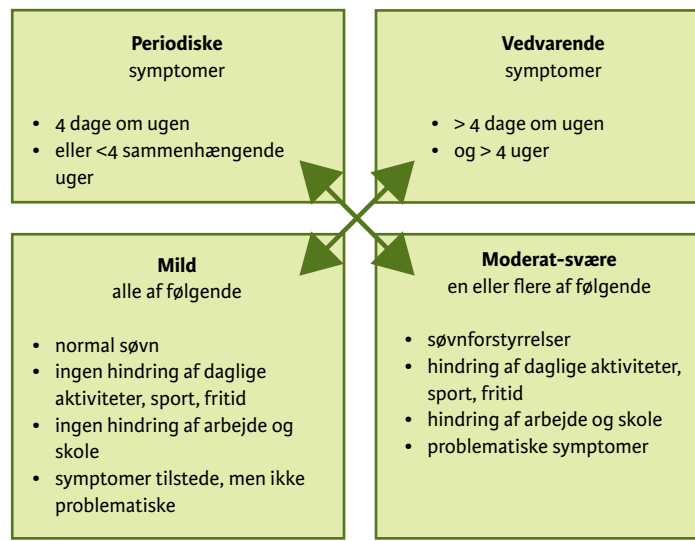 Periodiske
symptomer
• 4 dage om ugen
• eller <4 sammenhængende
uger
Vedvarende
symptomer
• > 4 dage om ugen
• og > 4 uger
Mild
alle af følgende
• normal søvn
• ingen hindring af daglige
aktiviteter, sport, fritid
• ingen hindring af arbejde og
skole
• symptomer tilstede, men ikke
problematiske
Moderat-svære
en eller flere af følgende
• søvnforstyrrelser
• hindring af daglige aktiviteter,
sport, fritid
• hindring af arbejde og skole
• problematiske symptomer